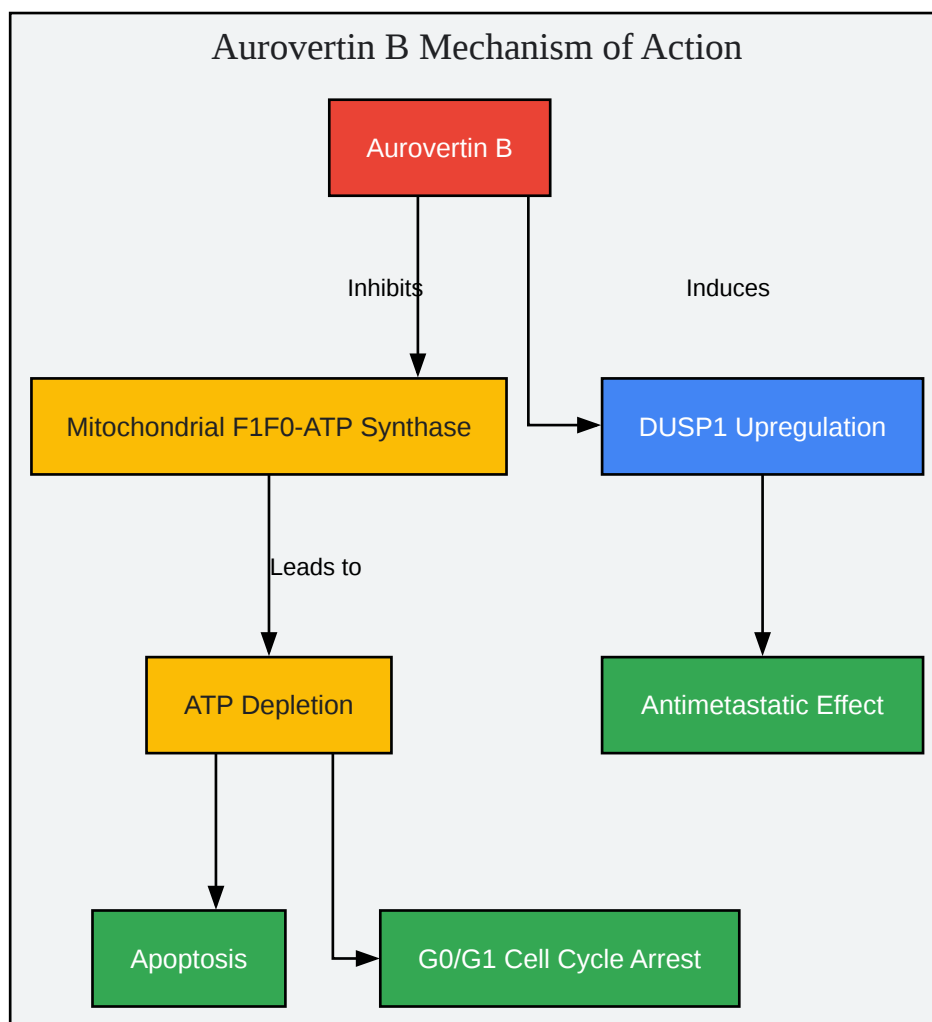 Aurovertin B Mechanism of Action
Aurovertin B
Inhibits
Induces
Mitochondrial F1F0-ATP Synthase
DUSP1 Upregulation
Leads to
ATP Depletion
Antimetastatic Effect
Apoptosis
G0/G1 Cell Cycle Arrest